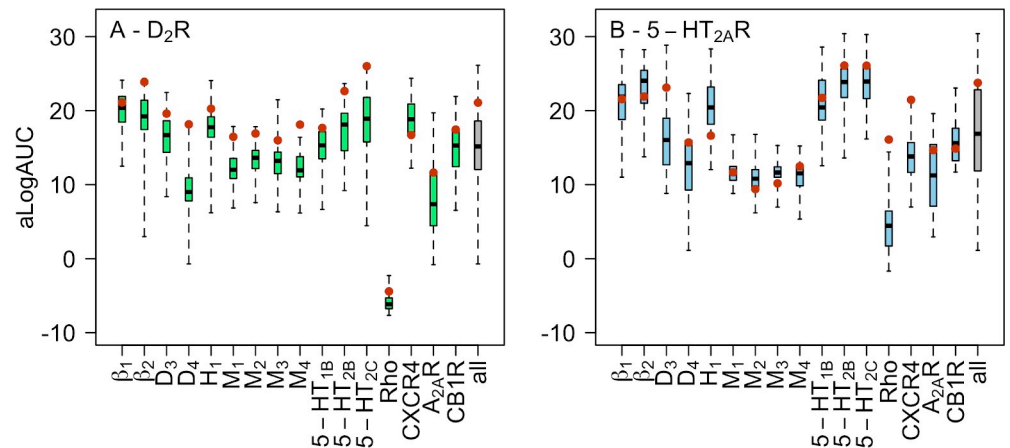 A - D₂R
aLogAUC
30
20
10
0
-10
β₁
β₂
D₃
D₄
H₁
M₁
M₂
M₃
M₄
5 – HT₁B
5 – HT₂B
5 – HT₂C
Rho
CXCR4
A₂AR
CB1R
all
B - 5 – HT₂AR
30
20
10
0
-10
β₁
β₂
D₃
D₄
H₁
M₁
M₂
M₃
M₄
5 – HT₁B
5 – HT₂B
5 – HT₂C
Rho
CXCR4
A₂AR
CB1R
all